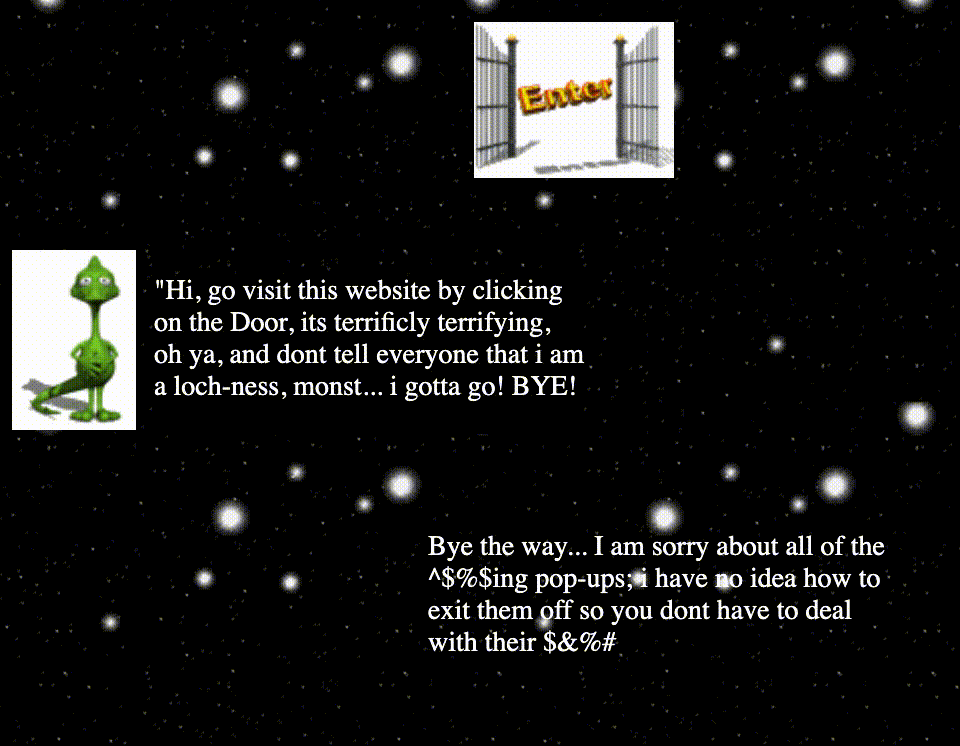 Enter
"Hi, go visit this website by clicking
on the Door, its terrificly terrifying,
oh ya, and dont tell everyone that i am
a loch-ness, monst... i gotta go! BYE!
Bye the way... I am sorry about all of the
^$%$ing pop-ups; i have no idea how to
exit them off so you dont have to deal
with their $&%#